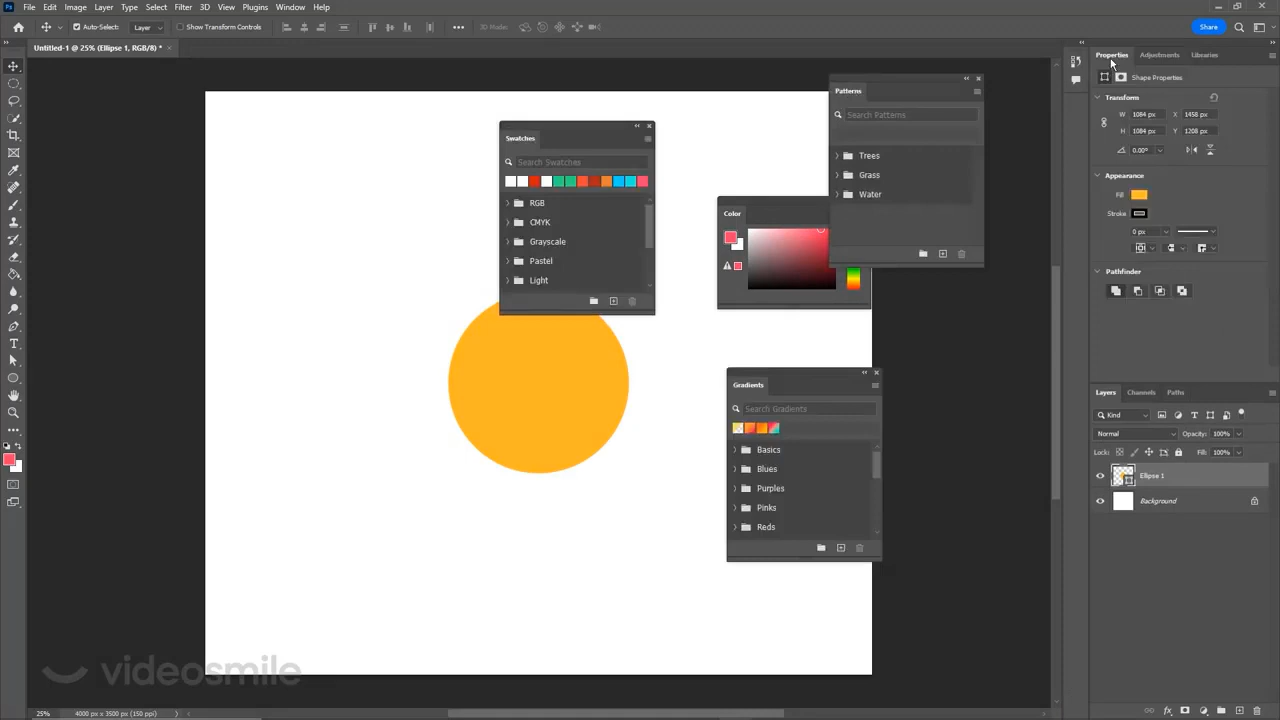 Ps File Edit Image Layer Type Select Filter 3D View Plugins Window Help
Auto-Select: Layer Show Transform Controls 3D Mode: Share
Untitled-1 @ 25% (Ellipse 1, RGB/8) *
Properties Adjustments Libraries
Shape Properties
Transform
W 1084 px X 1458 px
H 1084 px Y 1208 px
0.00°
Appearance
Fill
Stroke
0 px
Pathfinder
Patterns
Search Patterns
Trees
Grass
Water
Swatches
Search Swatches
RGB
CMYK
Grayscale
Pastel
Light
Color
Gradients
Search Gradients
Basics
Blues
Purples
Pinks
Reds
Layers Channels Paths
Kind
Normal Opacity: 100%
Lock: Fill: 100%
Ellipse 1
Background
videosmile
25% 4000 px x 3500 px (150 ppi)